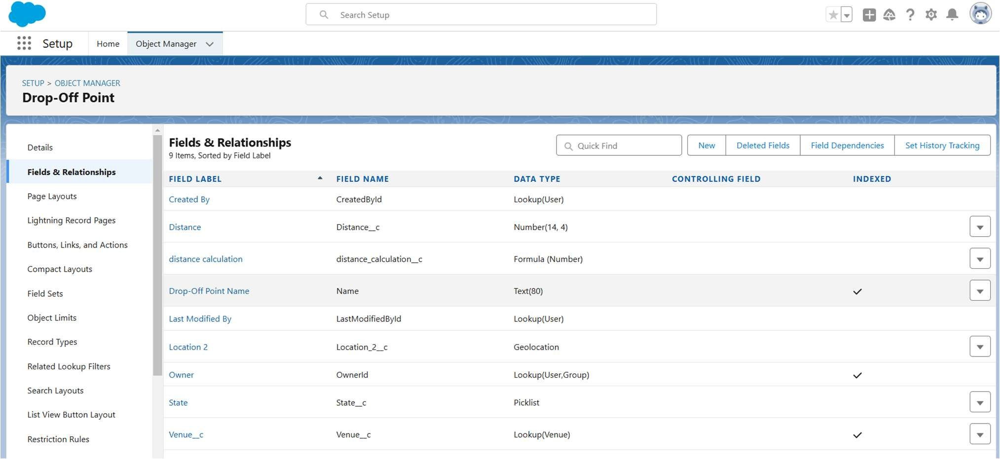 Search Setup
Setup Home Object Manager
SETUP > OBJECT MANAGER
Drop-Off Point
Details
Fields & Relationships
Page Layouts
Lightning Record Pages
Buttons, Links, and Actions
Compact Layouts
Field Sets
Object Limits
Record Types
Related Lookup Filters
Search Layouts
List View Button Layout
Restriction Rules
Fields & Relationships
9 Items, Sorted by Field Label
Quick Find New Deleted Fields Field Dependencies Set History Tracking
FIELD LABEL FIELD NAME DATA TYPE CONTROLLING FIELD INDEXED
Created By CreatedById Lookup(User)
Distance Distance__c Number(14, 4)
distance calculation distance_calculation__c Formula (Number)
Drop-Off Point Name Name Text(80)
Last Modified By LastModifiedById Lookup(User)
Location 2 Location_2__c Geolocation
Owner OwnerId Lookup(User,Group)
State State__c Picklist
Venue__c Venue__c Lookup(Venue)